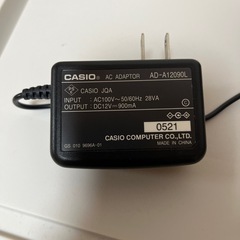 CASIO® AC ADAPTOR AD-A12090L
CASIO JQA
INPUT : AC100V~50/60Hz 28VA
OUTPUT : DC12V⎓900mA
0521
CASIO COMPUTER CO.,LTD.
MADE IN CHINA